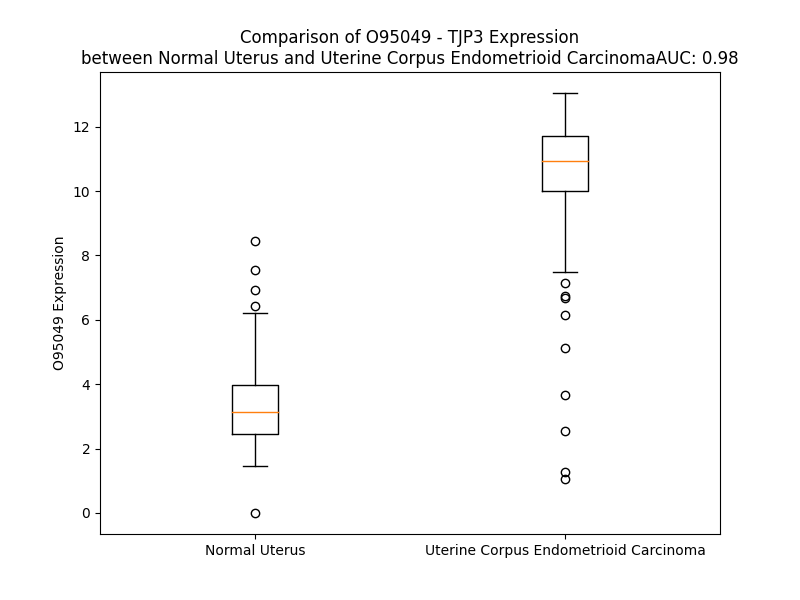 Comparison of O95049 - TJP3 Expression
between Normal Uterus and Uterine Corpus Endometrioid CarcinomaAUC: 0.98
12
10
8
6
4
2
0
O95049 Expression
Normal Uterus
Uterine Corpus Endometrioid Carcinoma